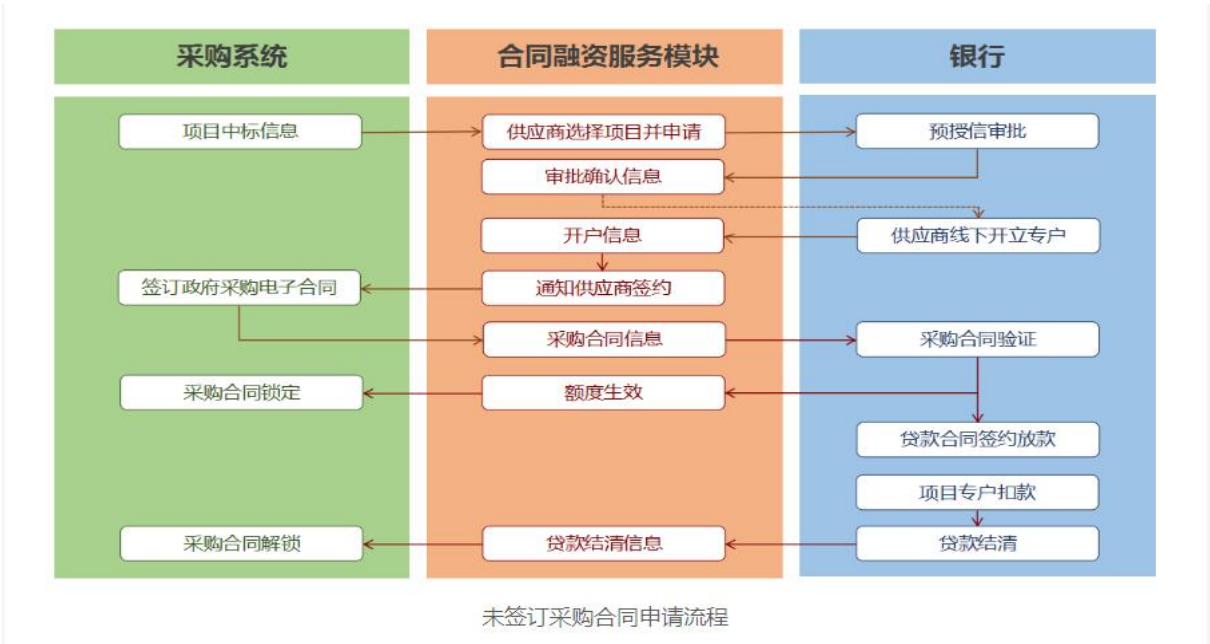 采购系统 合同融资服务模块 银行
项目中标信息 供应商选择项目并申请 预授信审批
审批确认信息
开户信息 供应商线下开立专户
签订政府采购电子合同 通知供应商签约
采购合同信息 采购合同验证
采购合同锁定 额度生效
贷款合同签约放款
项目专户扣款
采购合同解锁 贷款结清信息 贷款结清
未签订采购合同申请流程